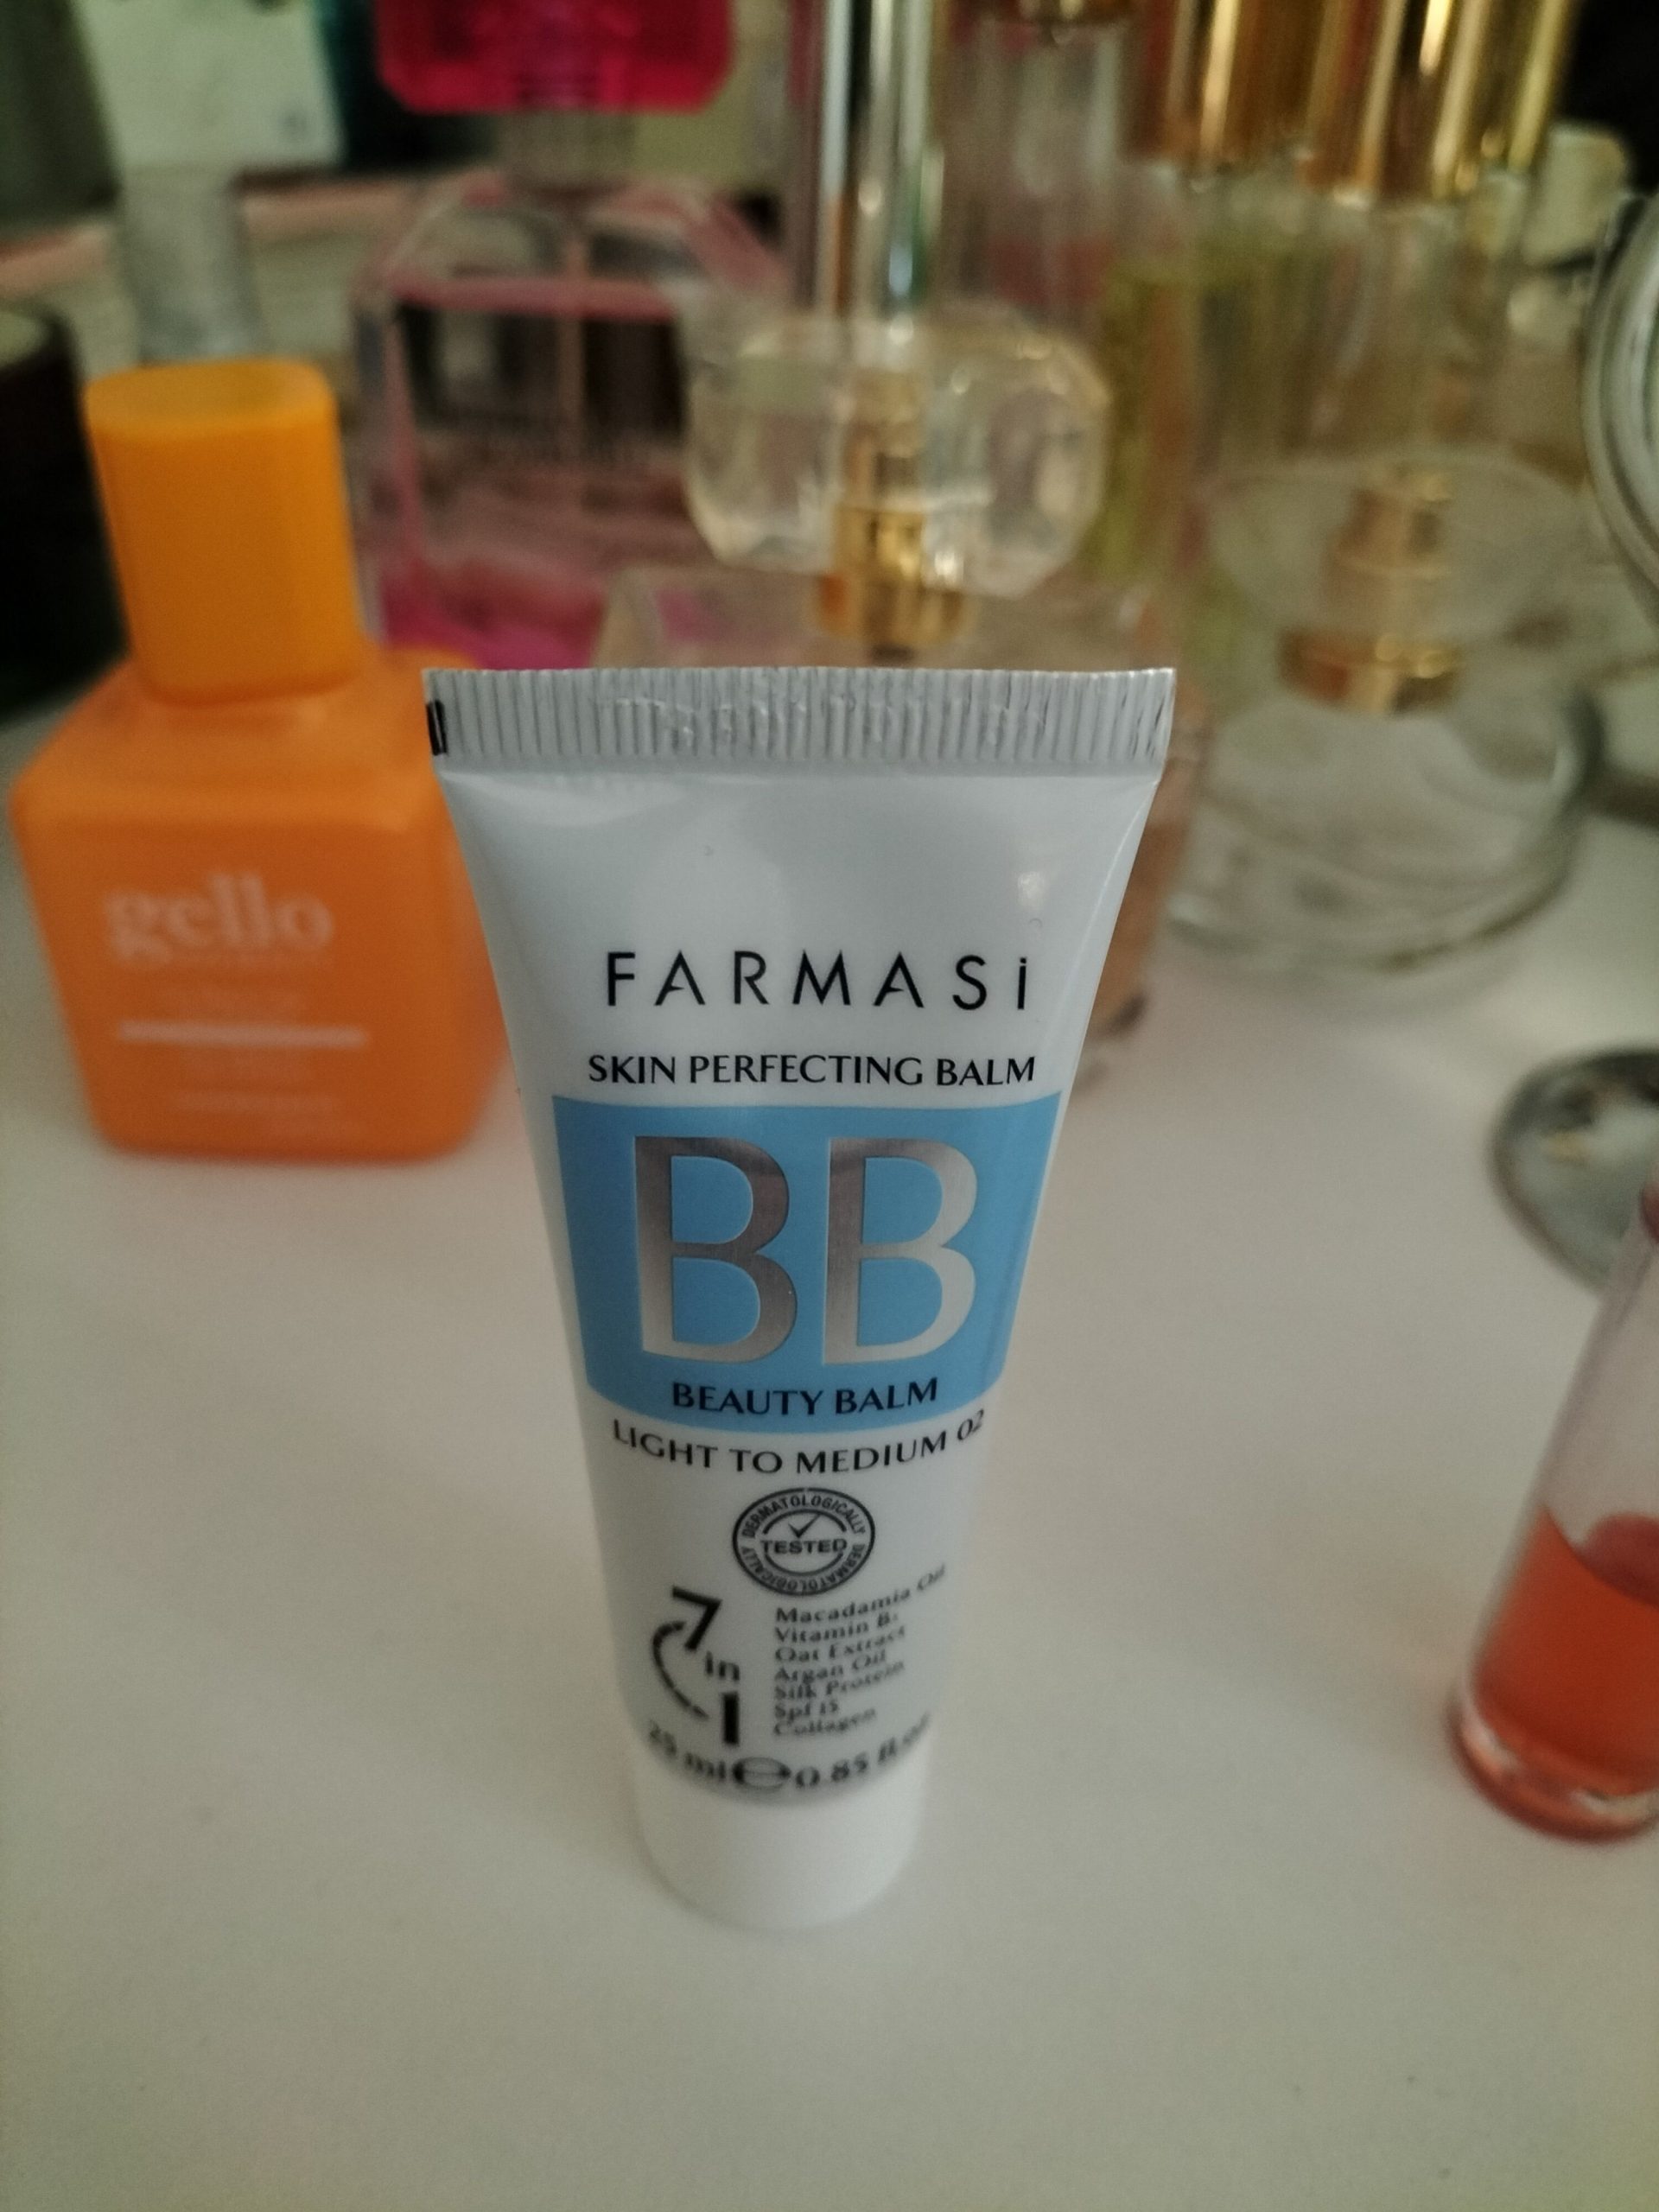 gello
FARMASi
SKIN PERFECTING BALM
BB
BEAUTY BALM
LIGHT TO MEDIUM 02
DERMATOLOGICALLY
TESTED
DERMATOLOGICALLY
7 in 1
Macadamia Oil
Vitamin
Oat Extract
Argan Oil
Silk Protein
Spf 15
Collagen
25 ml e 0.85 fl.oz.